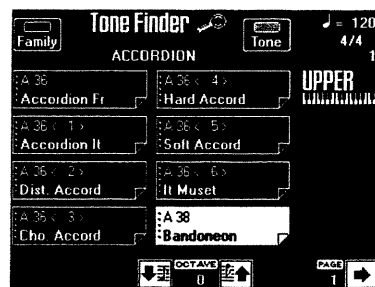 Tone Finder
Family
Tone
= 120
4/4
1
ACCORDION
UPPER
A 36
Accordion Fr
A 36 < 4 >
Hard Accord
A 36 < 1 >
Accordion It
A 36 < 5 >
Soft Accord
A 36 < 2 >
Dist. Accord
A 36 < 6 >
It Muset
A 36 < 3 >
Cho. Accord
A 38
Bandoneon
OCTAVE
0
PAGE
1